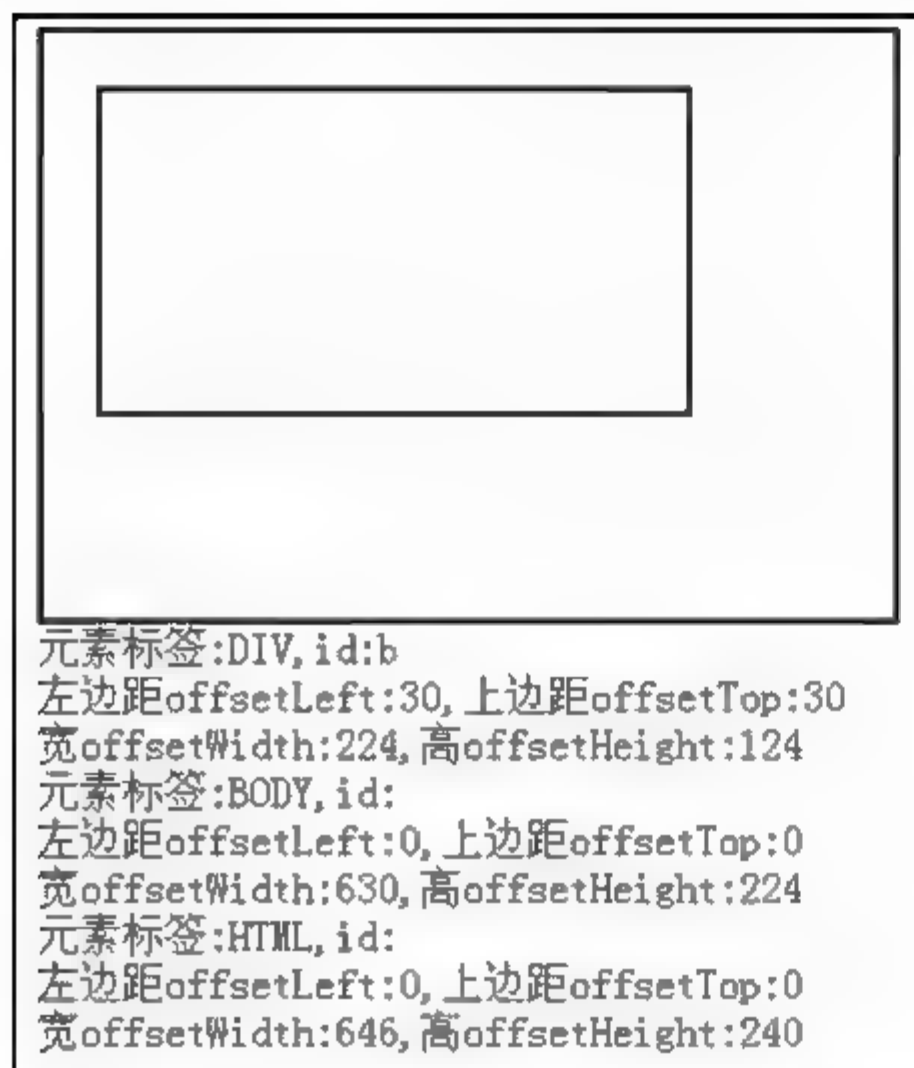 元素标签:DIV,id:b
左边距offsetLeft:30,上边距offsetTop:30
宽offsetWidth:224,高offsetHeight:124
元素标签:BODY,id:
左边距offsetLeft:0,上边距offsetTop:0
宽offsetWidth:630,高offsetHeight:224
元素标签:HTML,id:
左边距offsetLeft:0,上边距offsetTop:0
宽offsetWidth:646,高offsetHeight:240